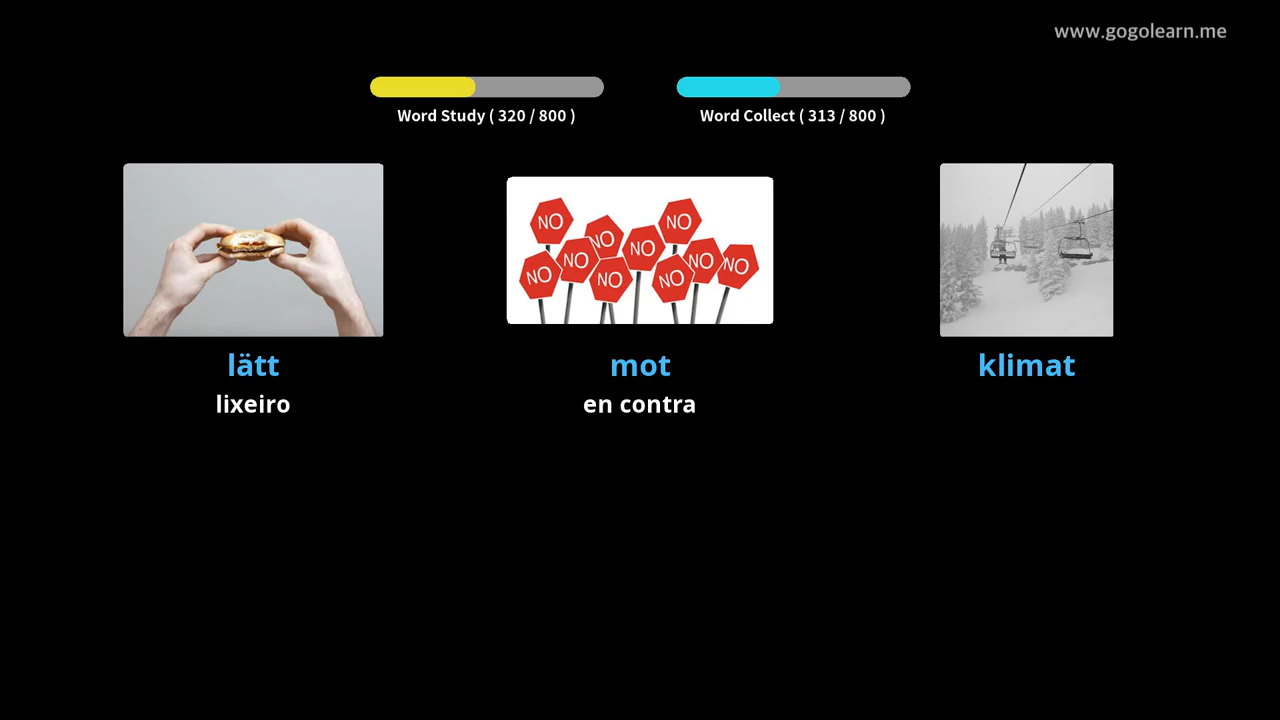 www.gogolearn.me
Word Study ( 320 / 800 )
Word Collect ( 313 / 800 )
NO
NO
NO
NO
NO
NO
NO
NO
NO
NO
lätt
mot
klimat
lixeiro
en contra